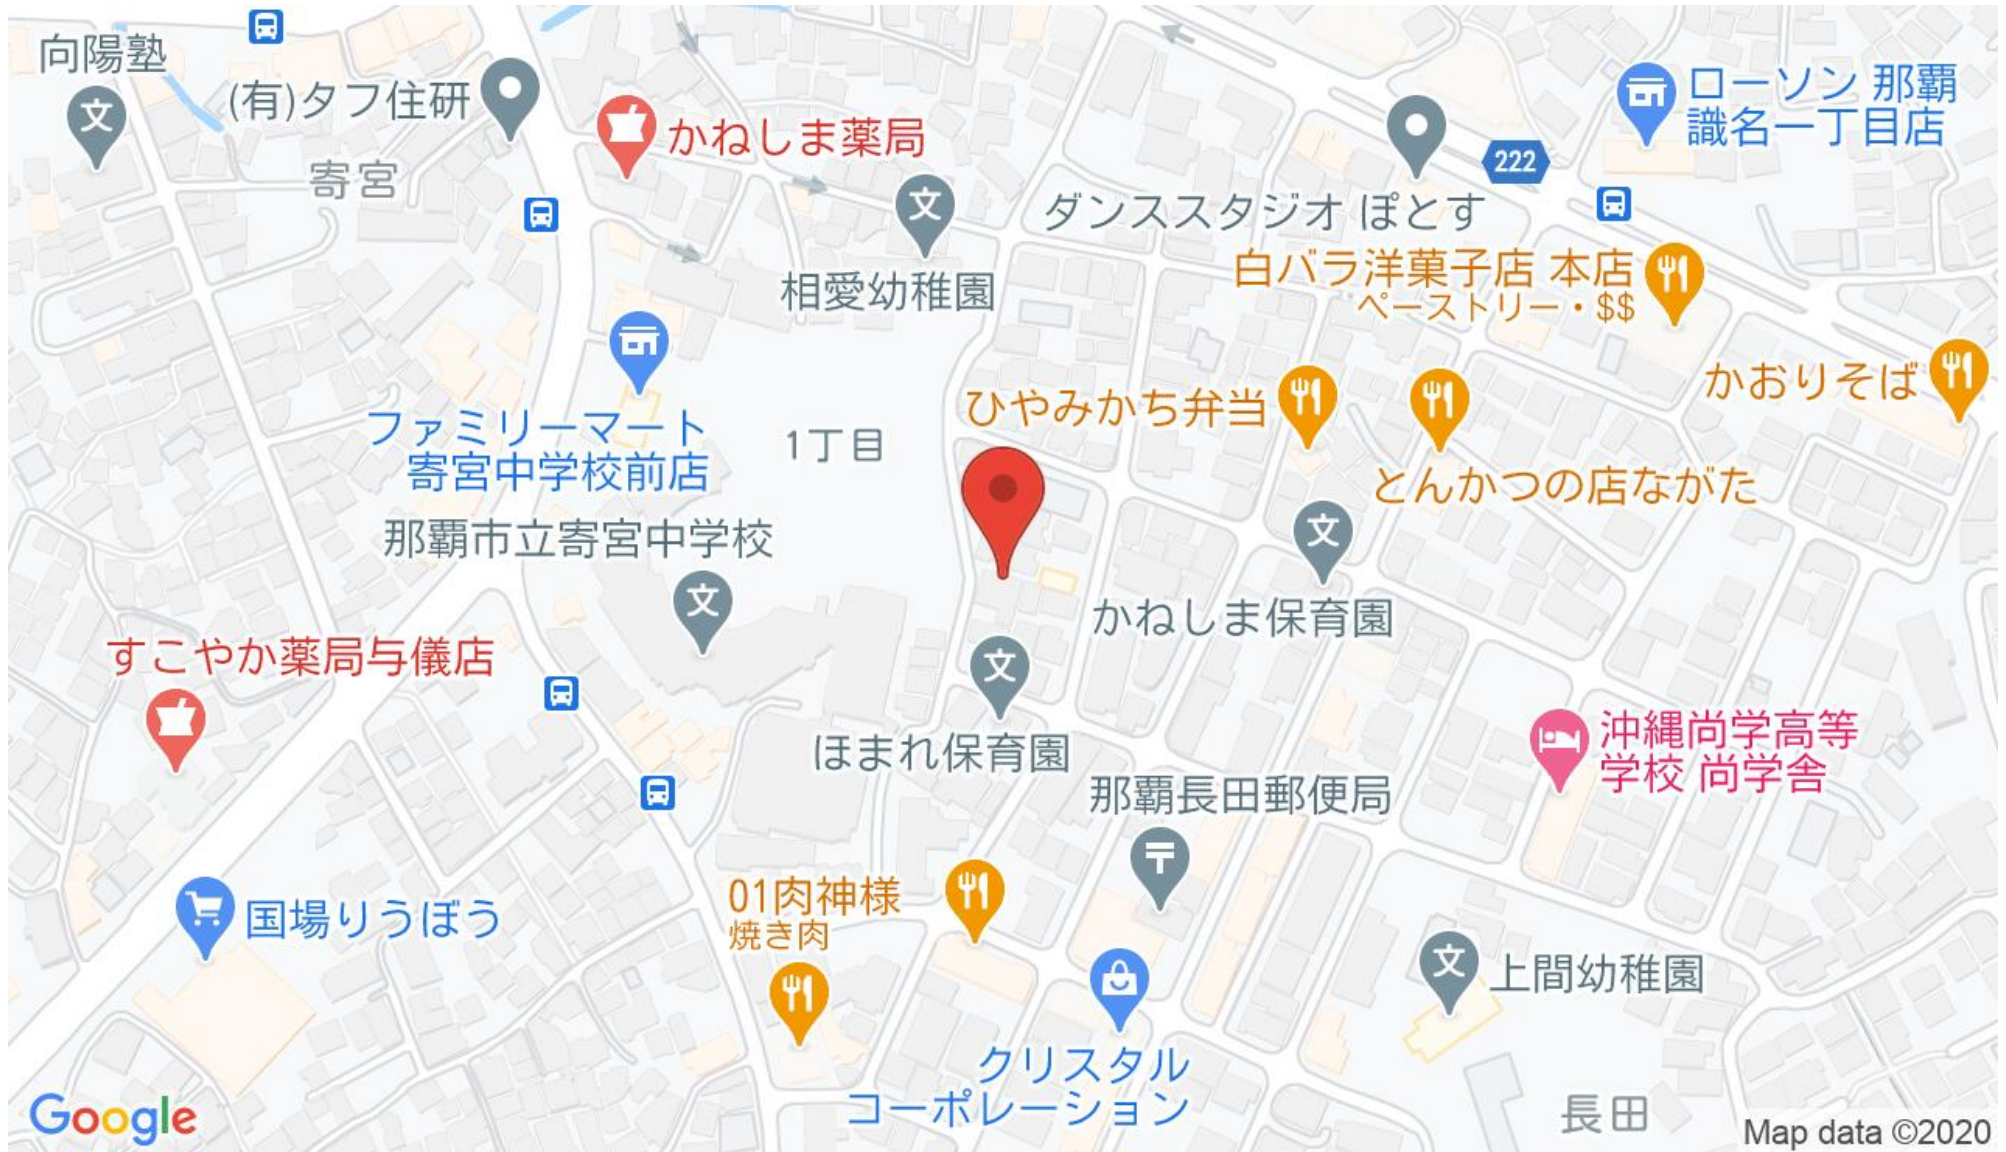 向陽塾
(有)タフ住研
かねしま薬局
ローソン 那覇
識名一丁目店
222
寄宮
文
文
ダンススタジオ ぽとす
相愛幼稚園
白バラ洋菓子店 本店
ペーストリー・$$
かおりそば
ひやみかち弁当
ファミリーマート
寄宮中学校前店
1丁目
とんかつの店ながた
那覇市立寄宮中学校
文
文
かねしま保育園
すこやか薬局与儀店
文
ほまれ保育園
沖縄尚学高等
学校 尚学舎
那覇長田郵便局
〒
01肉神様
焼き肉
国場りうぼう
文
上間幼稚園
クリスタル
コーポレーション
長田
Google
Map data ©2020